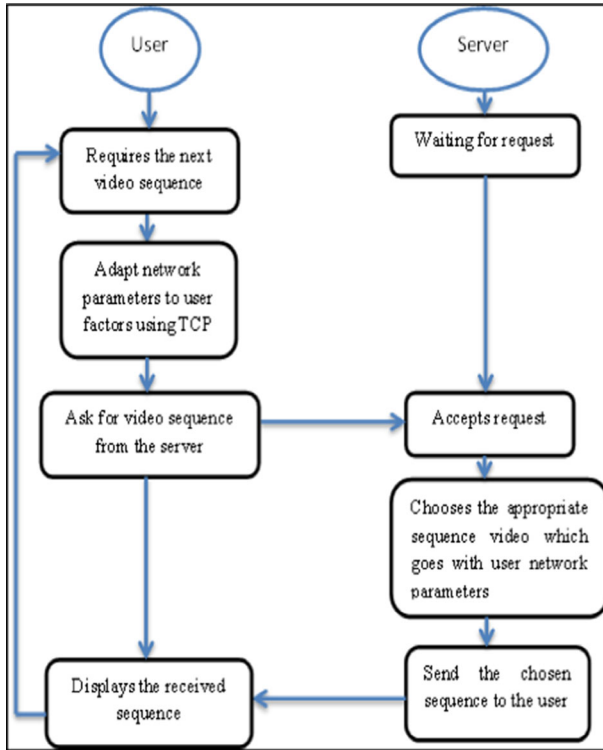 User
Server
Requires the next
video sequence
Waiting for request
Adapt network
parameters to user
factors using TCP
Ask for video sequence
from the server
Accepts request
Chooses the appropriate
sequence video which
goes with user network
parameters
Displays the received
sequence
Send the chosen
sequence to the user